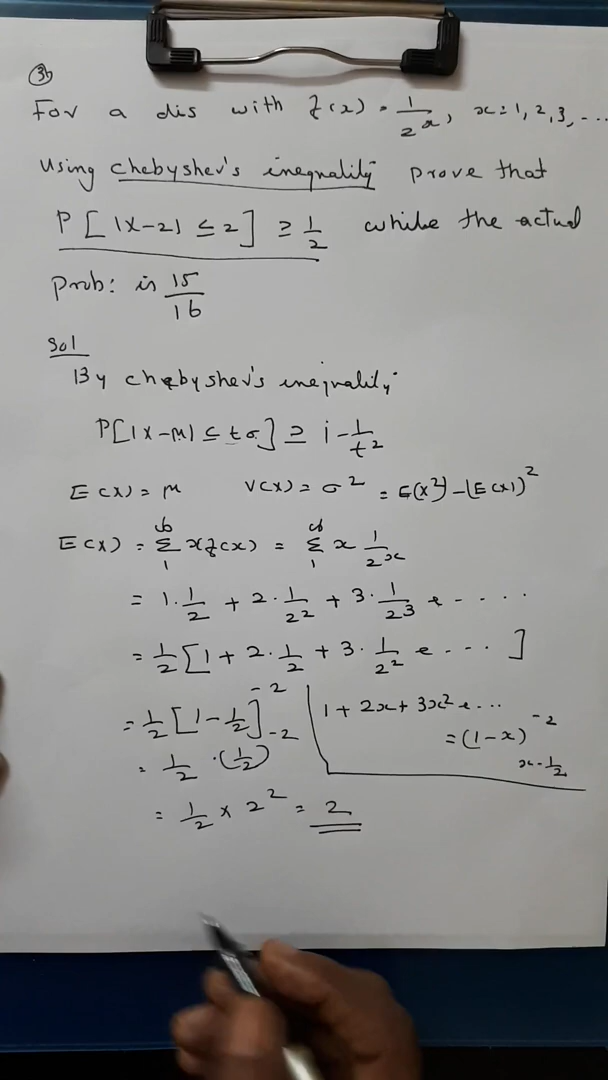 3b
For a dis with f(x) = 1/2^x, x = 1, 2, 3, ...
Using Chebyshev's inequality prove that
P[|X-2| ≤ 2] ≥ 1/2 while the actual
Prob: is 15/16
Sol
By chebyshev's inequality
P[|X-μ| ≤ tσ] ≥ 1 - 1/t²
E(X) = μ V(X) = σ² = E(X²) - (E(X))²
E(X) = ∑₁^∞ x f(x) = ∑₁^∞ x 1/2^x
= 1·1/2 + 2·1/2² + 3·1/2³ + - - - - -
= 1/2 [1 + 2·1/2 + 3·1/2² + - - - ]
= 1/2 [1 - 1/2]^-2
= 1/2 · (1/2)^-2
= 1/2 × 2² = 2
1 + 2x + 3x² + ...
= (1-x)^-2
x = 1/2